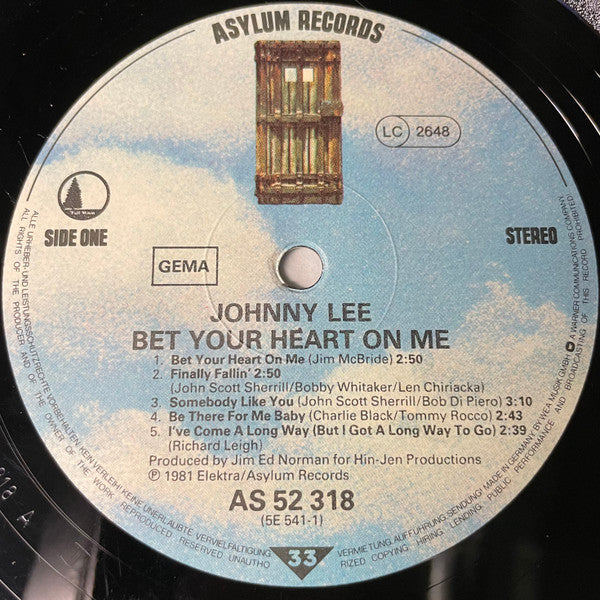 ASYLUM RECORDS
LC 2648
Full Moon
SIDE ONE
STEREO
GEMA
JOHNNY LEE
BET YOUR HEART ON ME
1. Bet Your Heart On Me (Jim McBride) 2:50
2. Finally Fallin' 2:50
(John Scott Sherrill/Bobby Whitaker/Len Chiriacka)
3. Somebody Like You (John Scott Sherrill/Bob Di Piero) 3:10
4. Be There For Me Baby (Charlie Black/Tommy Rocco) 2:43
5. I've Come A Long Way (But I Got A Long Way To Go) 2:39
(Richard Leigh)
Produced by Jim Ed Norman for Hin-Jen Productions
℗ 1981 Elektra/Asylum Records
AS 52 318
(5E 541-1)
33
ALLE URHEBER- UND LEISTUNGSSCHUTZRECHTE VORBEHALTEN. KEIN VERLEIH! KEINE UNERLAUBTE VERVIELFÄLTIGUNG, VERMIETUNG, AUFFÜHRUNG, SENDUNG! MADE IN GERMANY BY WEA MUSIK GMBH A WARNER COMMUNICATIONS COMPANY
ALL RIGHTS OF THE PRODUCER AND OF THE OWNER OF THE WORK REPRODUCED RESERVED UNAUTHORIZED COPYING, HIRING, LENDING, PUBLIC PERFORMANCE AND BROADCASTING OF THIS RECORD PROHIBITED
318 A